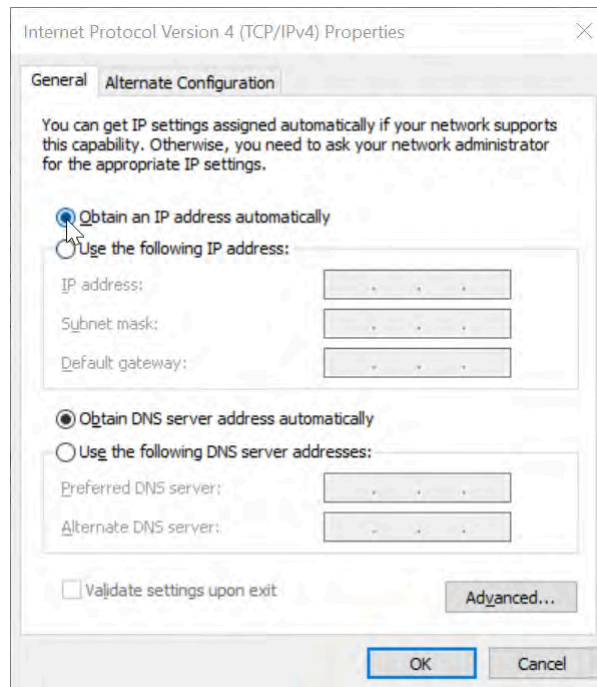 Internet Protocol Version 4 (TCP/IPv4) Properties
General Alternate Configuration
You can get IP settings assigned automatically if your network supports
this capability. Otherwise, you need to ask your network administrator
for the appropriate IP settings.
Obtain an IP address automatically
Use the following IP address:
IP address:
Subnet mask:
Default gateway:
Obtain DNS server address automatically
Use the following DNS server addresses:
Preferred DNS server:
Alternate DNS server:
Validate settings upon exit
Advanced...
OK Cancel